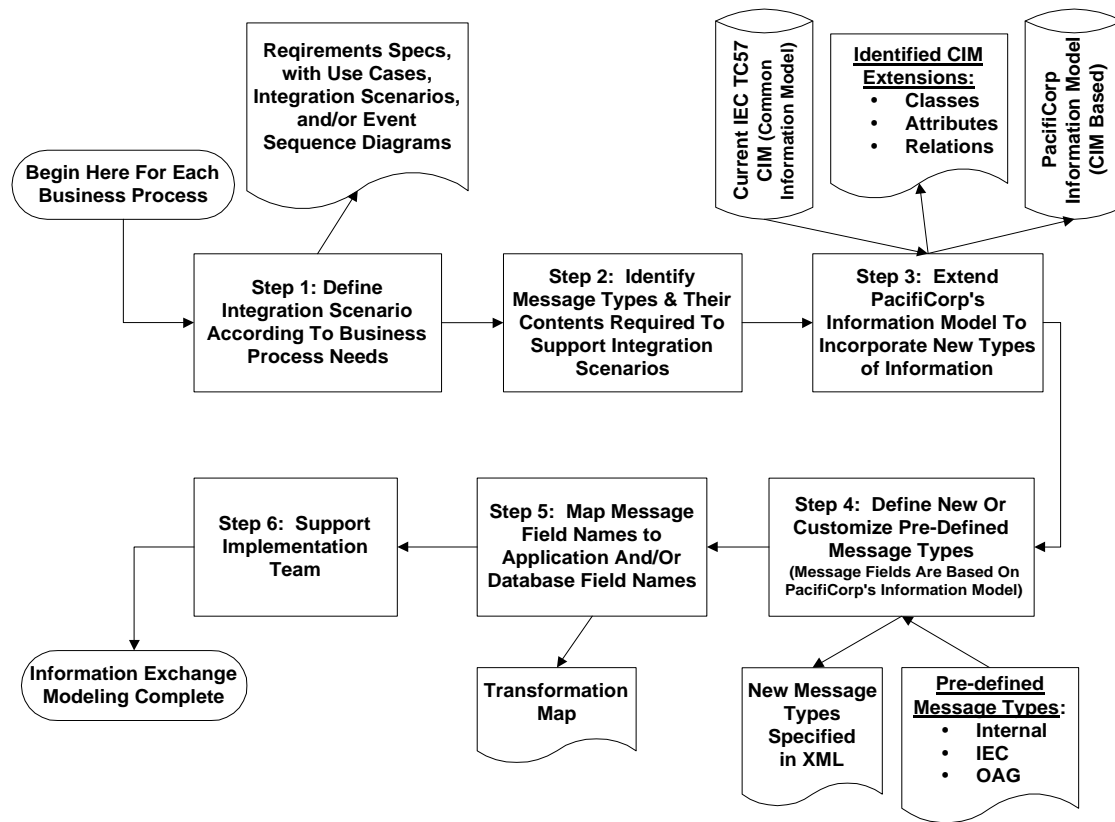 Reqirements Specs,
with Use Cases,
Integration Scenarios,
and/or Event
Sequence Diagrams
Current IEC TC57
CIM (Common
Information Model)
Identified CIM
Extensions:
• Classes
• Attributes
• Relations
PacifiCorp
Information Model
(CIM Based)
Begin Here For Each
Business Process
Step 1: Define
Integration Scenario
According To Business
Process Needs
Step 2: Identify
Message Types & Their
Contents Required To
Support Integration
Scenarios
Step 3: Extend
PacifiCorp's
Information Model To
Incorporate New Types
of Information
Step 4: Define New Or
Customize Pre-Defined
Message Types
(Message Fields Are Based On
PacifiCorp's Information Model)
Step 5: Map Message
Field Names to
Application And/Or
Database Field Names
Step 6: Support
Implementation
Team
Information Exchange
Modeling Complete
Transformation
Map
New Message
Types
Specified
in XML
Pre-defined
Message Types:
• Internal
• IEC
• OAG